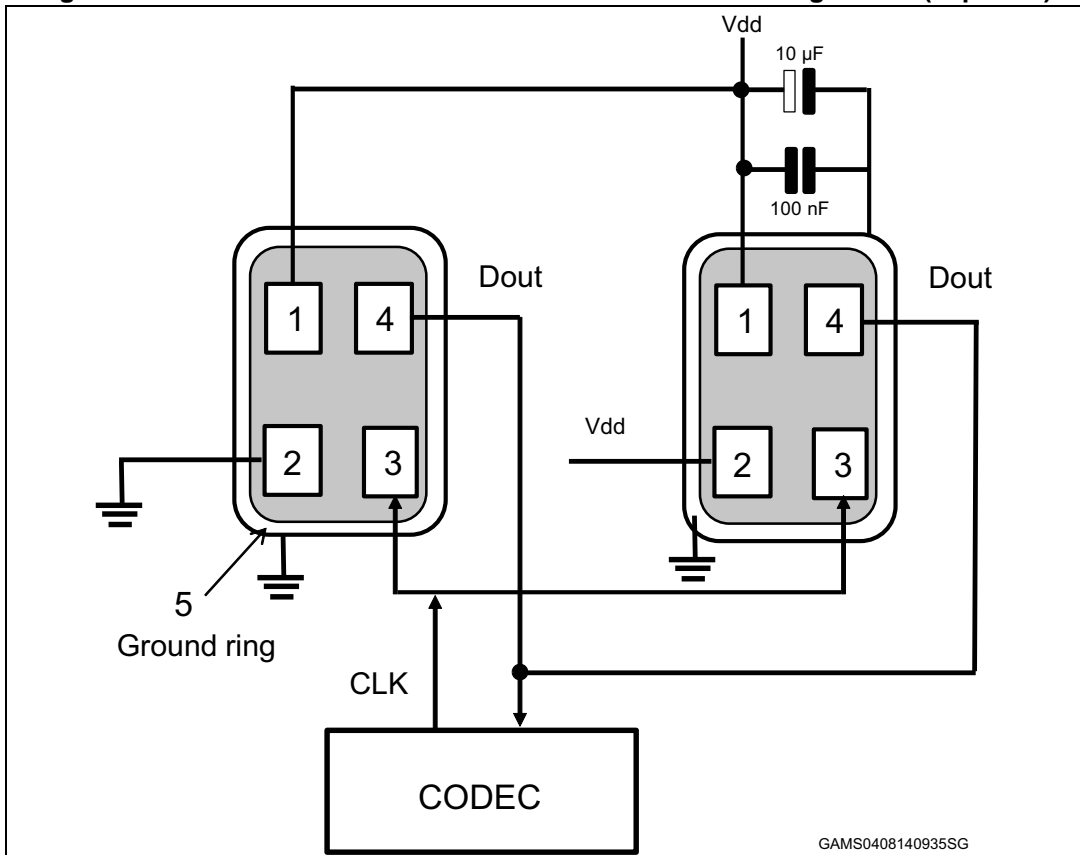 Vdd
10 µF
100 nF
Dout
Dout
1
4
1
4
Vdd
2
3
2
3
5
Ground ring
CLK
CODEC
GAMS0408140935SG